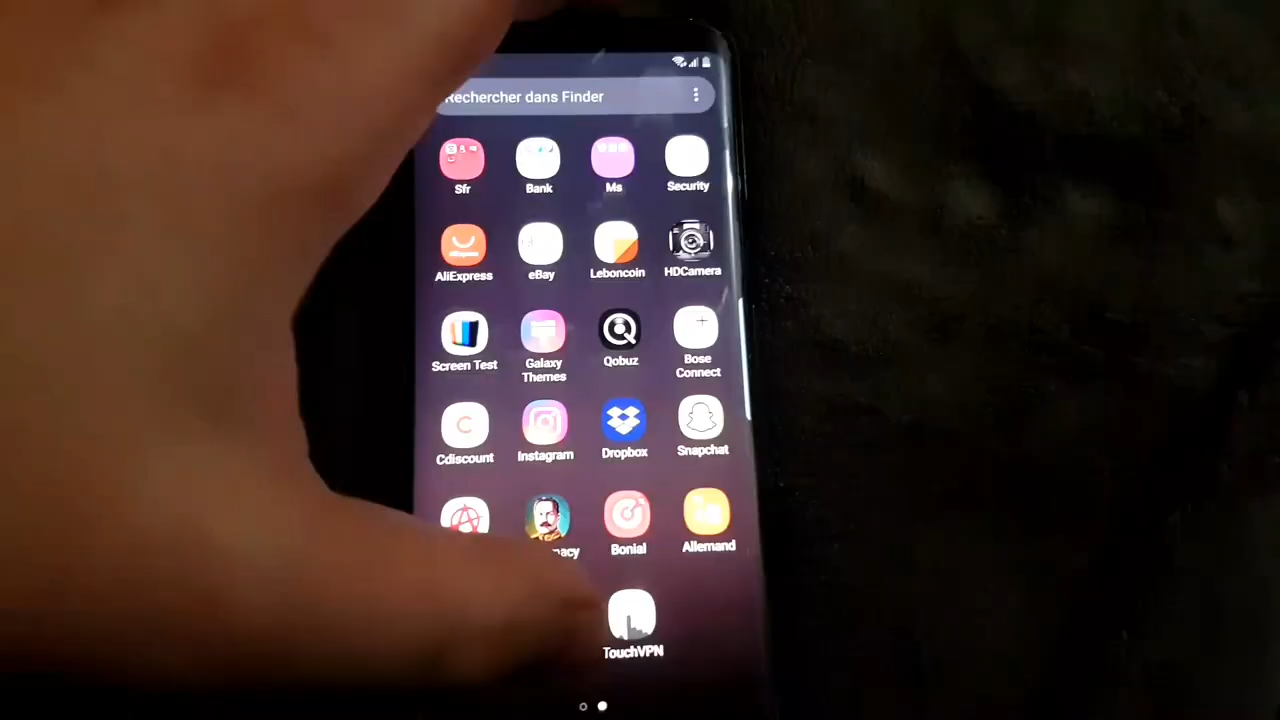 Rechercher dans Finder
Sfr
Bank
Ms
Security
AliExpress
eBay
Leboncoin
HDCamera
Screen Test
Galaxy
Themes
Qobuz
Bose
Connect
Cdiscount
Instagram
Dropbox
Snapchat
Bonial
Allemand
TouchVPN